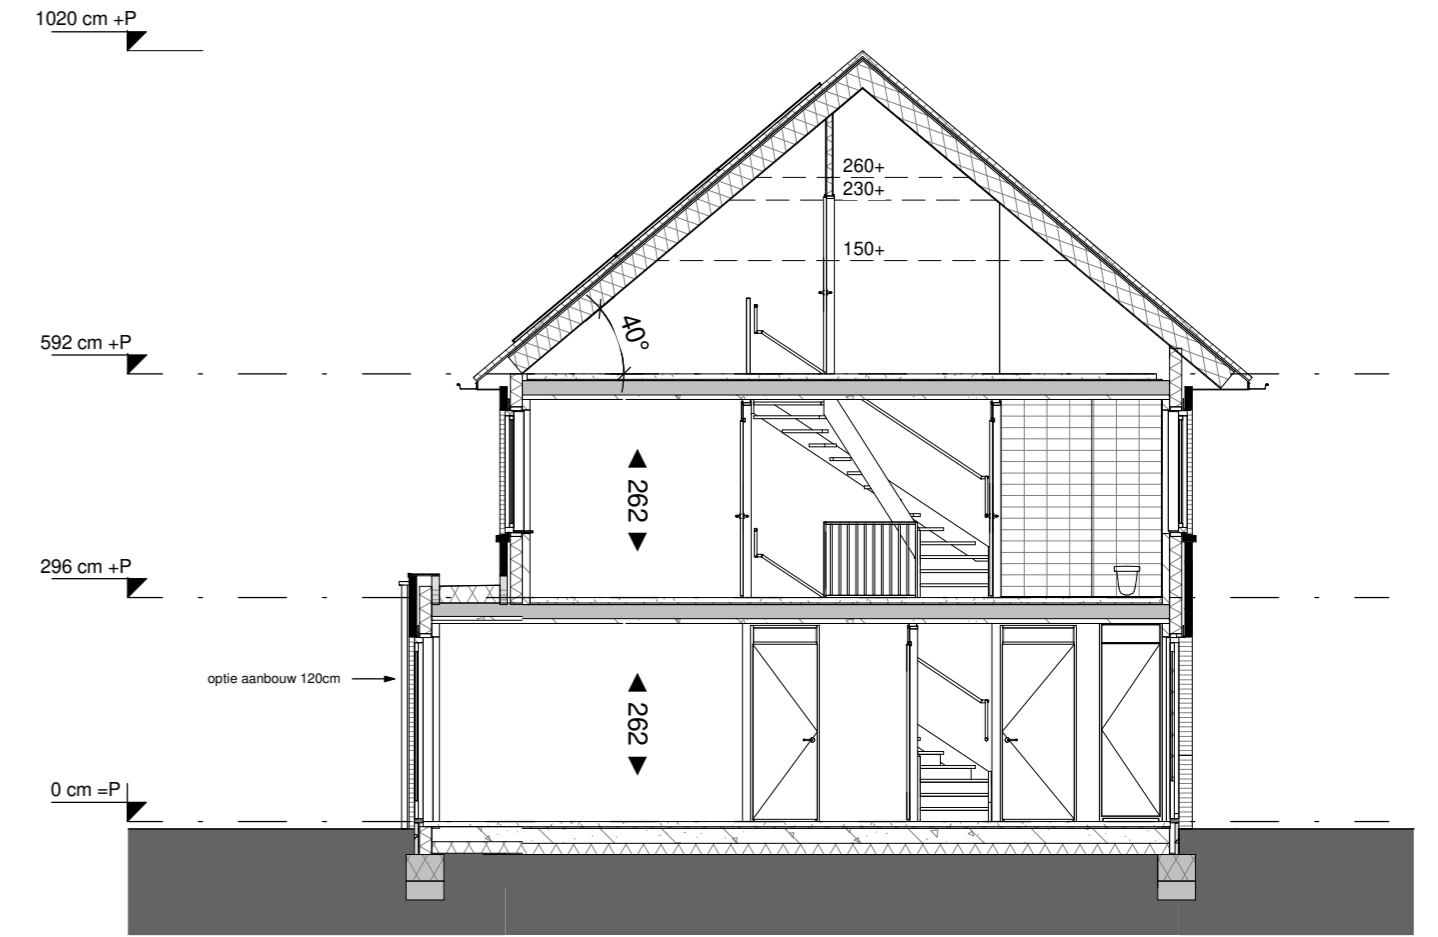 1020 cm +P
260+
230+
150+
40°
592 cm +P
262
296 cm +P
optie aanbouw 120cm
262
0 cm =P